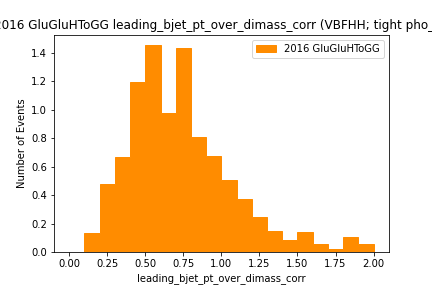 2016 GluGluHToGG leading_bjet_pt_over_dimass_corr (VBFHH; tight pho_
2016 GluGluHToGG
Number of Events
1.4
1.2
1.0
0.8
0.6
0.4
0.2
0.0
0.00 0.25 0.50 0.75 1.00 1.25 1.50 1.75 2.00
leading_bjet_pt_over_dimass_corr